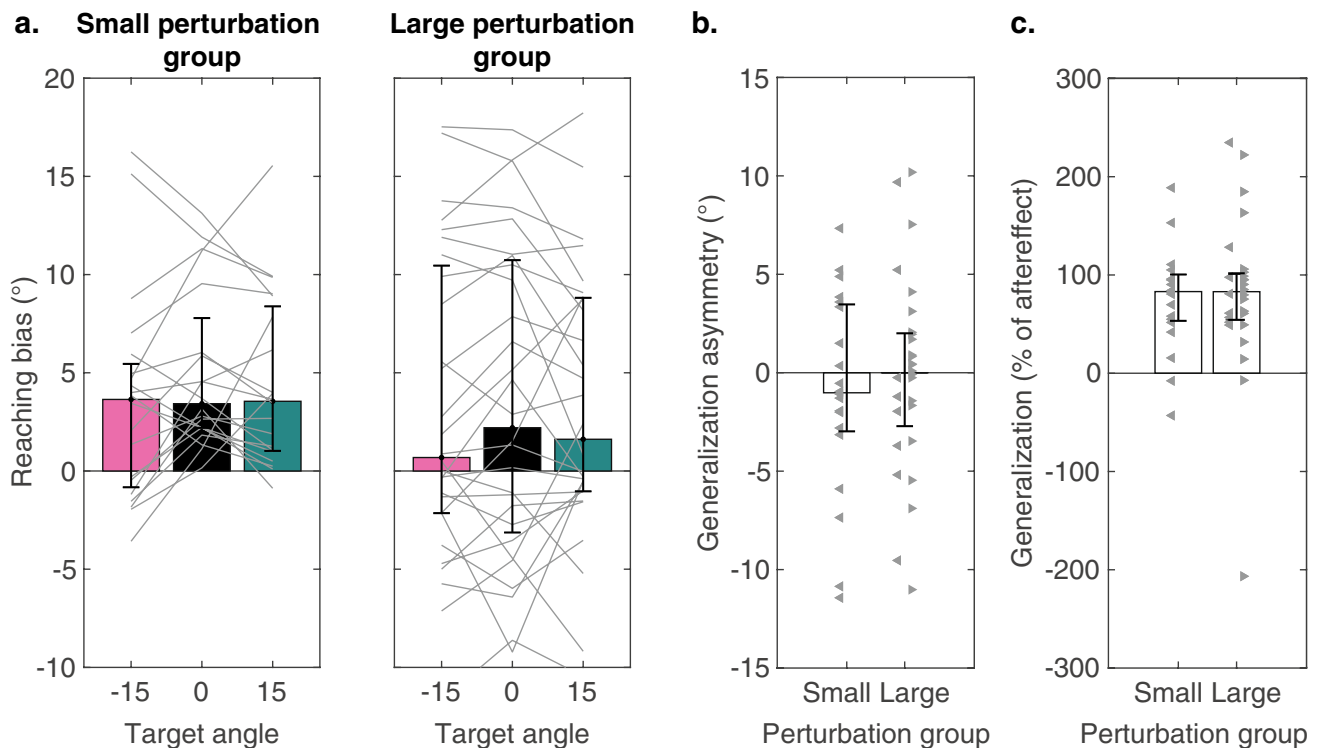 a.
Small perturbation
group
Large perturbation
group
b.
c.
Reaching bias (°)
20
15
10
5
0
-5
-10
-15 0 15
Target angle
-15 0 15
Target angle
Generalization asymmetry (°)
15
10
5
0
-5
-10
-15
Small Large
Perturbation group
Generalization (% of aftereffect)
300
200
100
0
-100
-200
-300
Small Large
Perturbation group